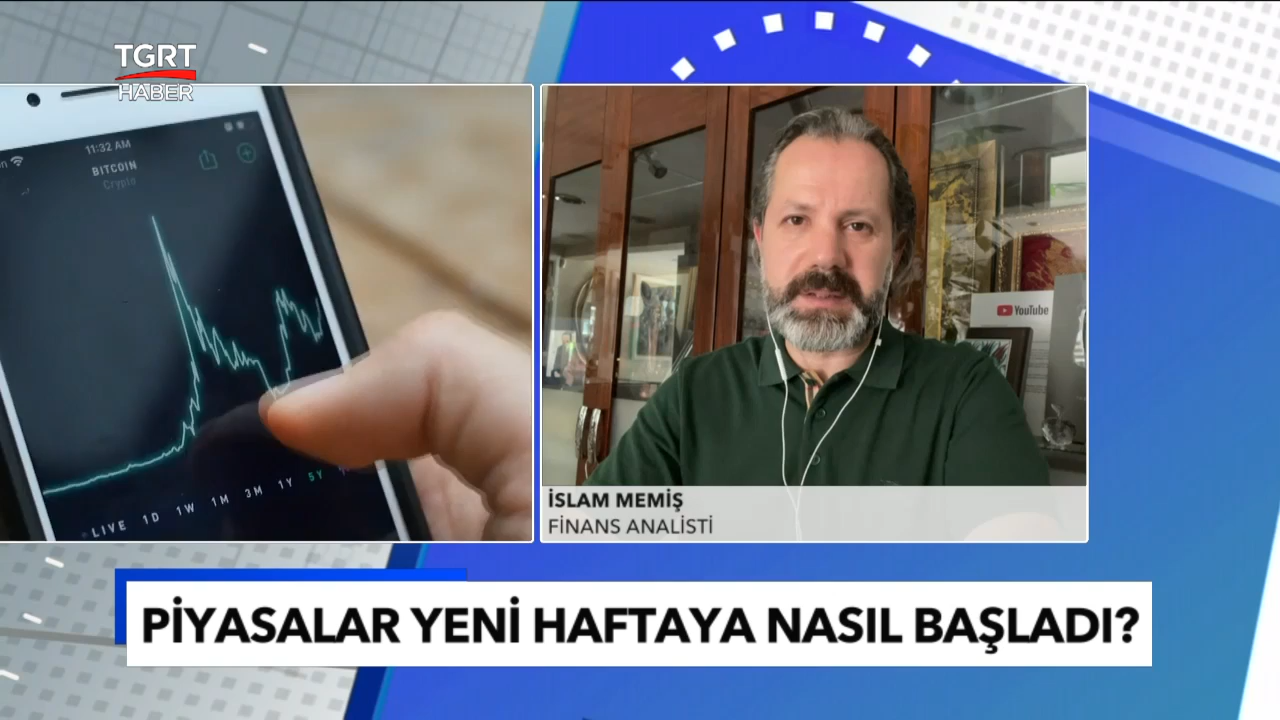 TGRT
HABER
11:32 AM
BITCOIN
Crypto
LIVE 1D 1W 1M 3M 1Y 5Y
YouTube
İSLAM MEMİŞ
FİNANS ANALİSTİ
PİYASALAR YENİ HAFTAYA NASIL BAŞLADI?